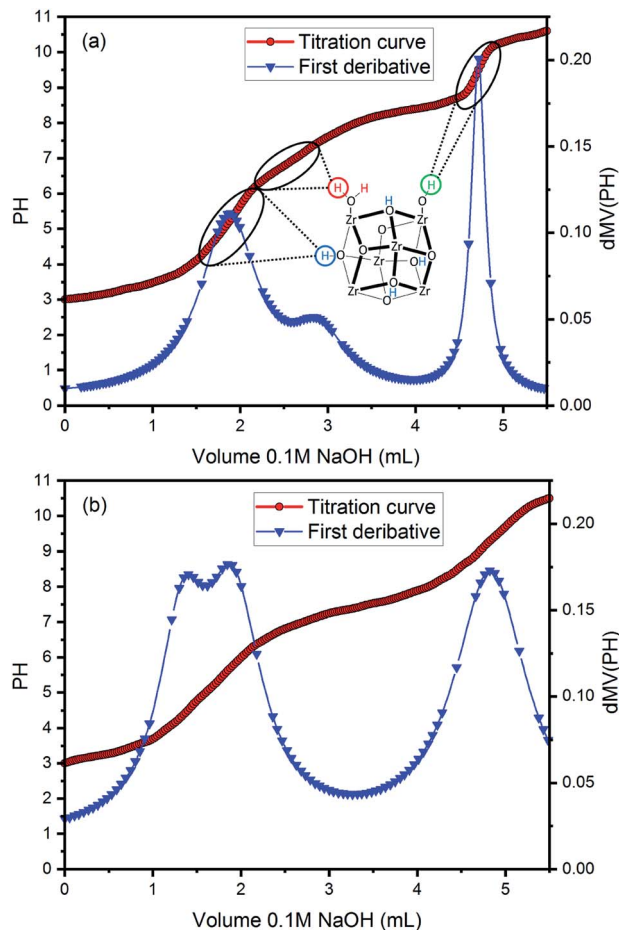 (a)
Titration curve
First deribative
PH
11
10
9
8
7
6
5
4
3
2
1
0
0.20
0.15
0.10
0.05
0.00
dMV(PH)
H
H
O
H
O
H
O
Zr
Zr
O
O
Zr
O
H
O
Zr
OH
O
Zr
O
H
Zr
O
0
1
2
3
4
5
Volume 0.1M NaOH (mL)
(b)
Titration curve
First deribative
PH
11
10
9
8
7
6
5
4
3
2
1
0
0.20
0.15
0.10
0.05
0.00
dMV(PH)
0
1
2
3
4
5
Volume 0.1M NaOH (mL)